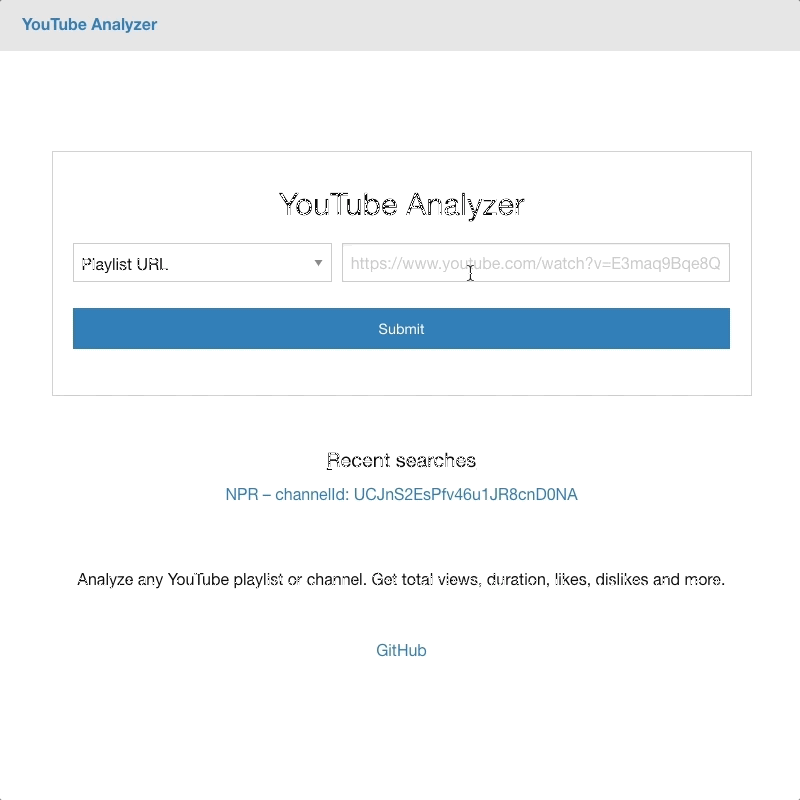 YouTube Analyzer
YouTube Analyzer
Playlist URL
https://www.youtube.com/watch?v=E3maq9Bqe8Q
Submit
Recent searches
NPR – channelId: UCJnS2EsPfv46u1JR8cnD0NA
Analyze any YouTube playlist or channel. Get total views, duration, likes, dislikes and more.
GitHub